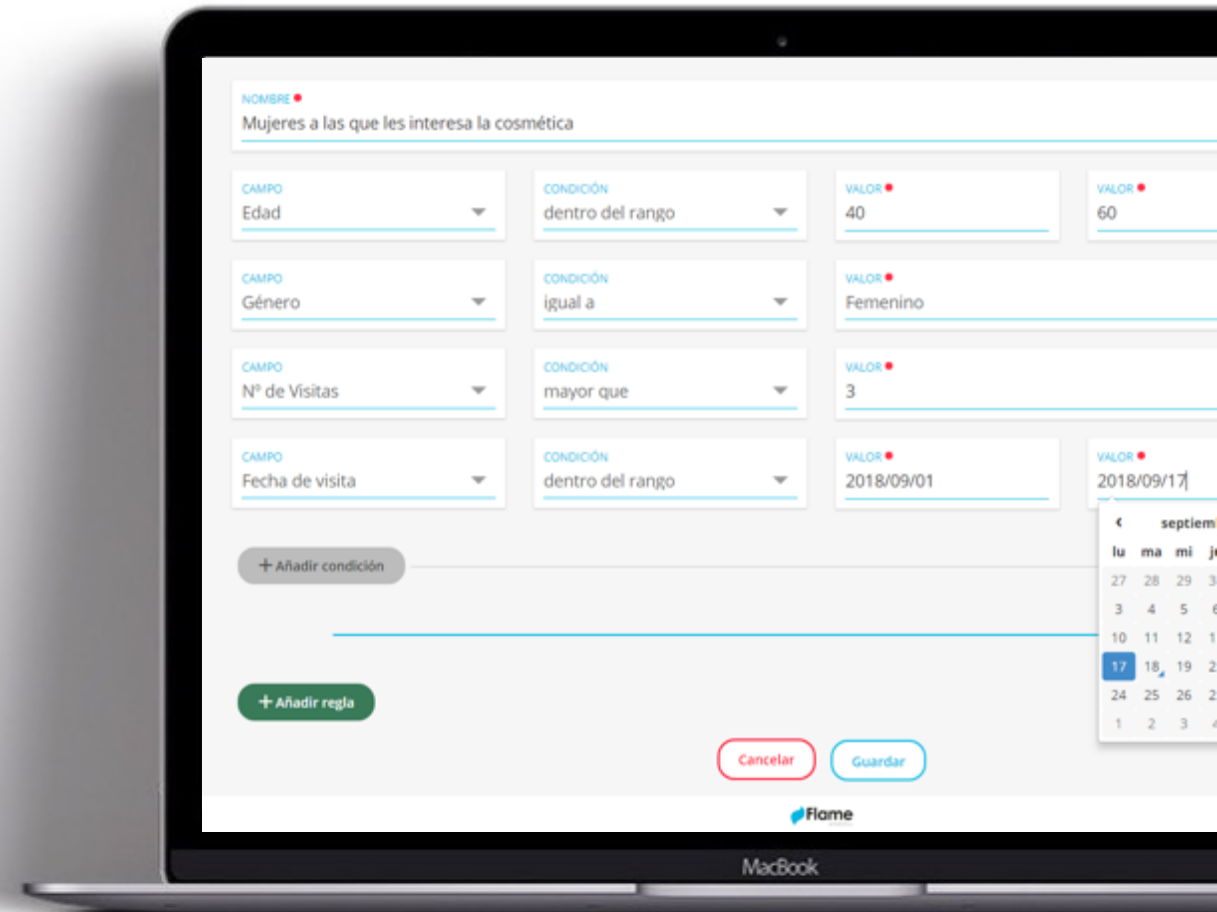 NOMBRE
Mujeres a las que les interesa la cosmética
CAMPO CONDICIÓN VALOR VALOR
Edad dentro del rango 40 60
CAMPO CONDICIÓN VALOR
Género igual a Femenino
CAMPO CONDICIÓN VALOR
Nº de Visitas mayor que 3
CAMPO CONDICIÓN VALOR VALOR
Fecha de visita dentro del rango 2018/09/01 2018/09/17
lu ma mi
27 28 29
3 4 5
10 11 12
17 18 19
24 25 26
1 2 3
+ Añadir condición
+ Añadir regla
Cancelar Guardar
Flame
MacBook